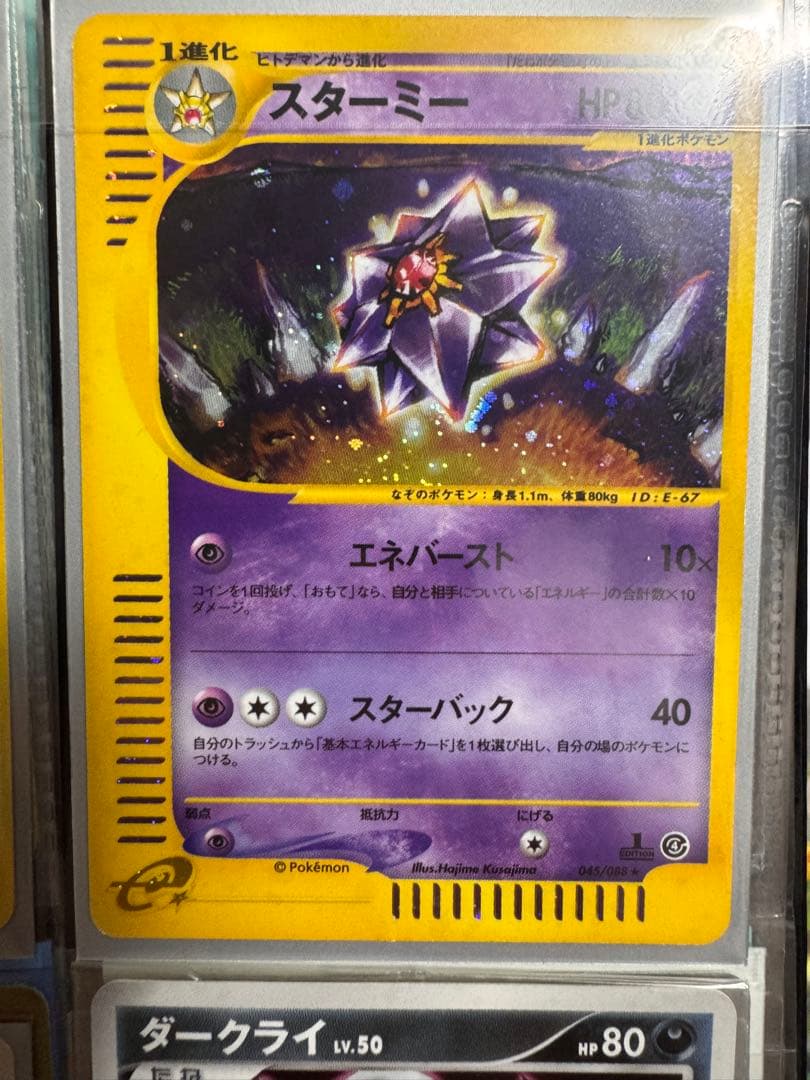 1進化 ヒトデマンから進化
スターミー HP
1進化ポケモン
なぞのポケモン：身長1.1m、体重80kg ID:E-67
エネバースト 10×
コインを1回投げ、「おもて」なら、自分と相手についている「エネルギー」の合計数×10
ダメージ。
スターバック 40
自分のトラッシュから「基本エネルギーカード」を1枚選び出し、自分の場のポケモンに
つける。
弱点 抵抗力 にげる
1 EDITION 4
©Pokémon Illus.Hajime Kusajima 045/088★
e
ダークライ LV.50 HP 80